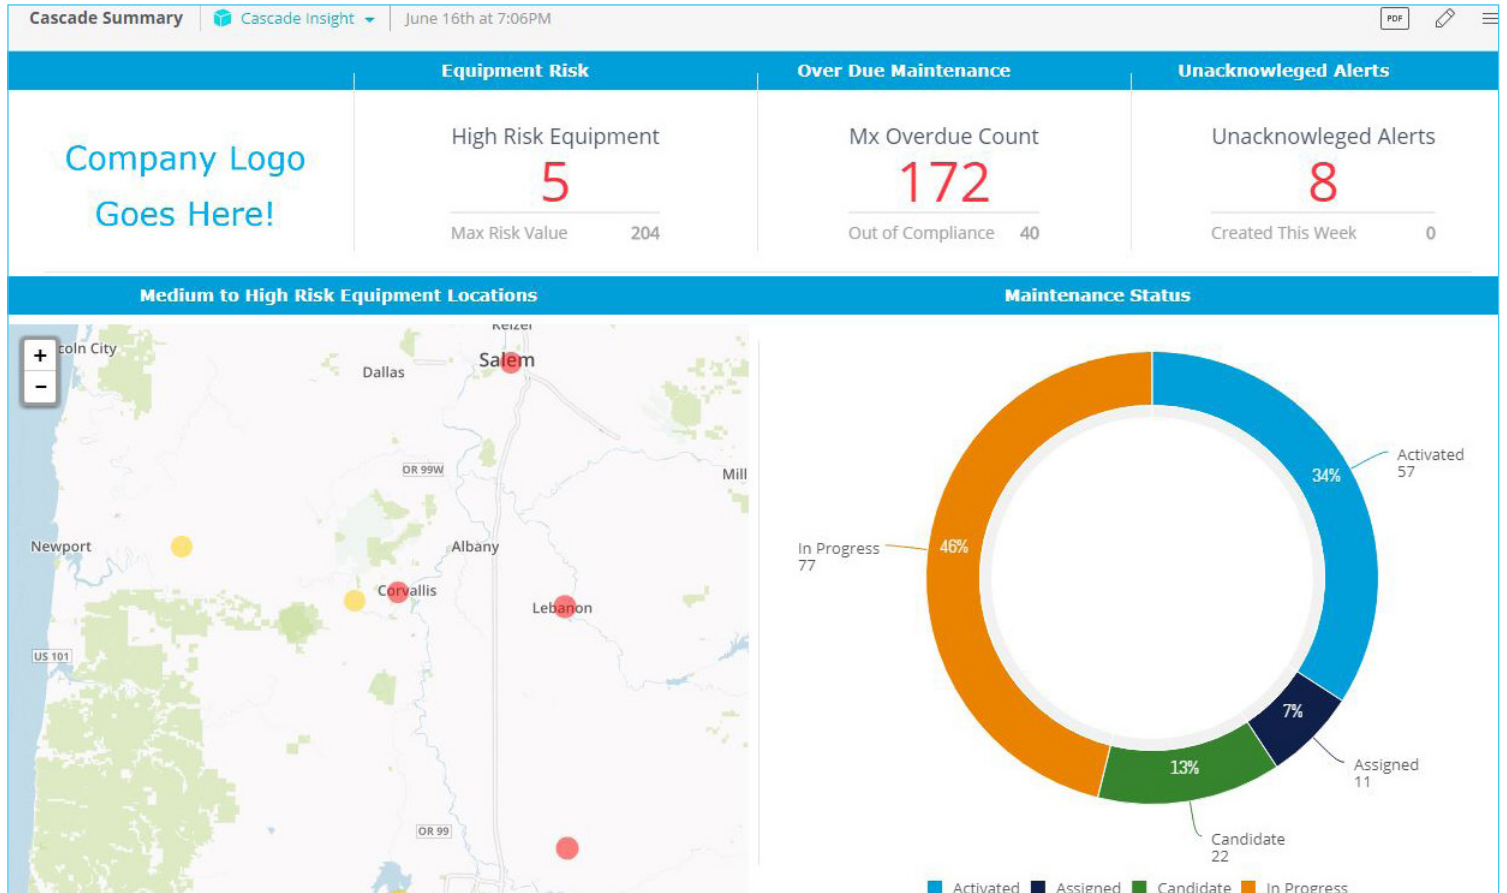 Cascade Summary
Cascade Insight
June 16th at 7:06PM
PDF
Equipment Risk
Over Due Maintenance
Unacknowleged Alerts
Company Logo
Goes Here!
High Risk Equipment
5
Max Risk Value 204
Mx Overdue Count
172
Out of Compliance 40
Unacknowleged Alerts
8
Created This Week 0
Medium to High Risk Equipment Locations
Maintenance Status
+
−
coln City
Keizer
Salem
Dallas
OR 99W
Mill
Newport
Albany
Corvallis
Lebanon
US 101
OR 99
34%
Activated
57
46%
In Progress
77
7%
Assigned
11
13%
Candidate
22
Activated Assigned Candidate In Progress